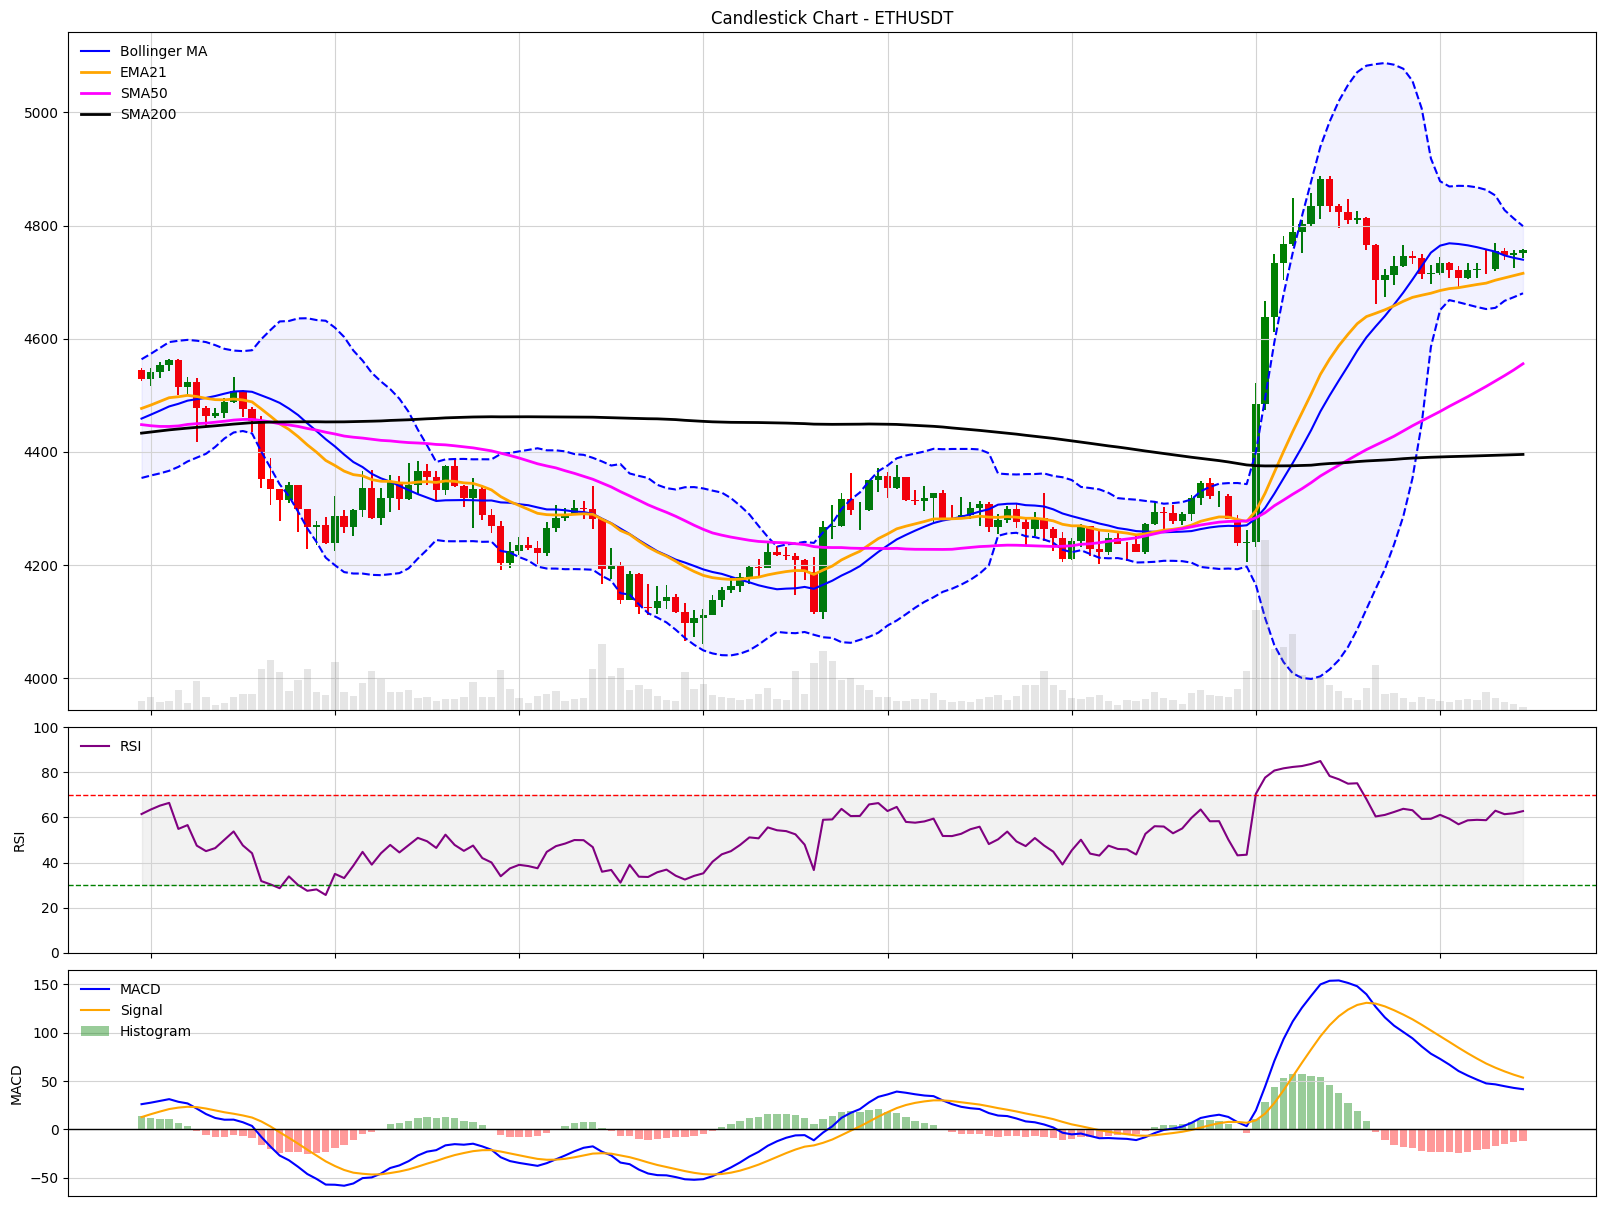 Candlestick Chart - ETHUSDT
Bollinger MA
EMA21
SMA50
SMA200
5000
4800
4600
4400
4200
4000
RSI
100
80
60
40
20
0
RSI
MACD
Signal
Histogram
150
100
50
0
−50
MACD